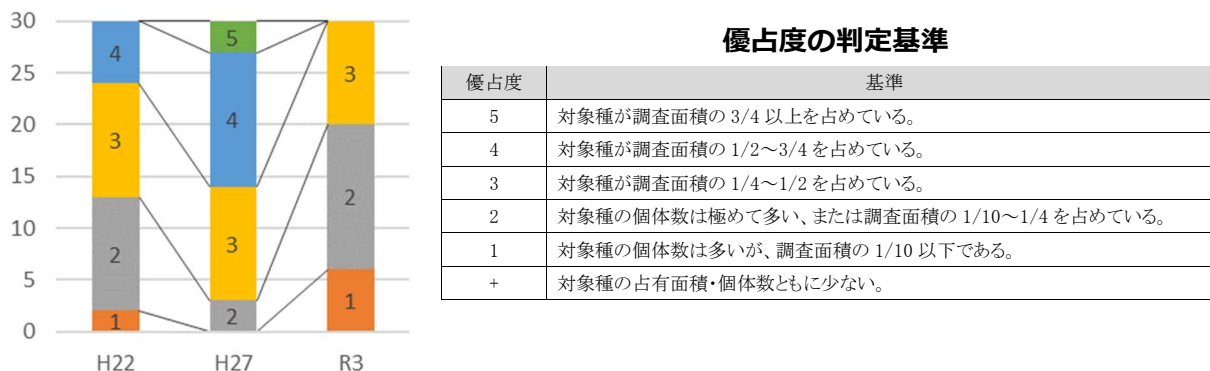 30
25
20
15
10
5
0
4
3
2
1
5
4
3
2
3
2
1
H22 H27 R3
優占度の判定基準
優占度 基準
5 対象種が調査面積の 3/4 以上を占めている。
4 対象種が調査面積の 1/2～3/4 を占めている。
3 対象種が調査面積の 1/4～1/2 を占めている。
2 対象種の個体数は極めて多い、または調査面積の 1/10～1/4 を占めている。
1 対象種の個体数は多いが、調査面積の 1/10 以下である。
+ 対象種の占有面積・個体数ともに少ない。